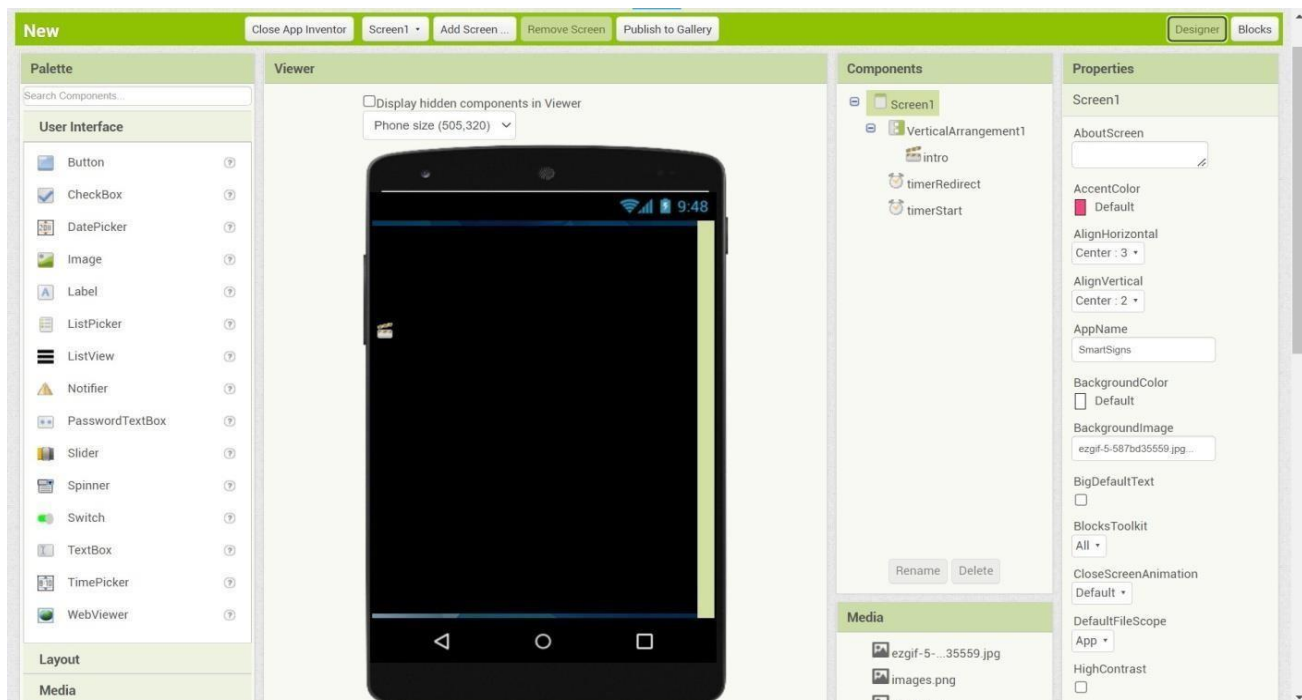 New
Close App Inventor
Screen1
Add Screen ...
Remove Screen
Publish to Gallery
Designer
Blocks
Palette
Search Components...
User Interface
Button
CheckBox
DatePicker
Image
Label
ListPicker
ListView
Notifier
PasswordTextBox
Slider
Spinner
Switch
TextBox
TimePicker
WebViewer
Layout
Media
Viewer
Display hidden components in Viewer
Phone size (505,320)
9:48
Components
Screen1
VerticalArrangement1
intro
timerRedirect
timerStart
Rename
Delete
Media
ezgif-5-...35559.jpg
images.png
Properties
Screen1
AboutScreen
AccentColor
Default
AlignHorizontal
Center : 3
AlignVertical
Center : 2
AppName
SmartSigns
BackgroundColor
Default
BackgroundImage
ezgif-5-587bd35559.jpg...
BigDefaultText
BlocksToolkit
All
CloseScreenAnimation
Default
DefaultFileScope
App
HighContrast